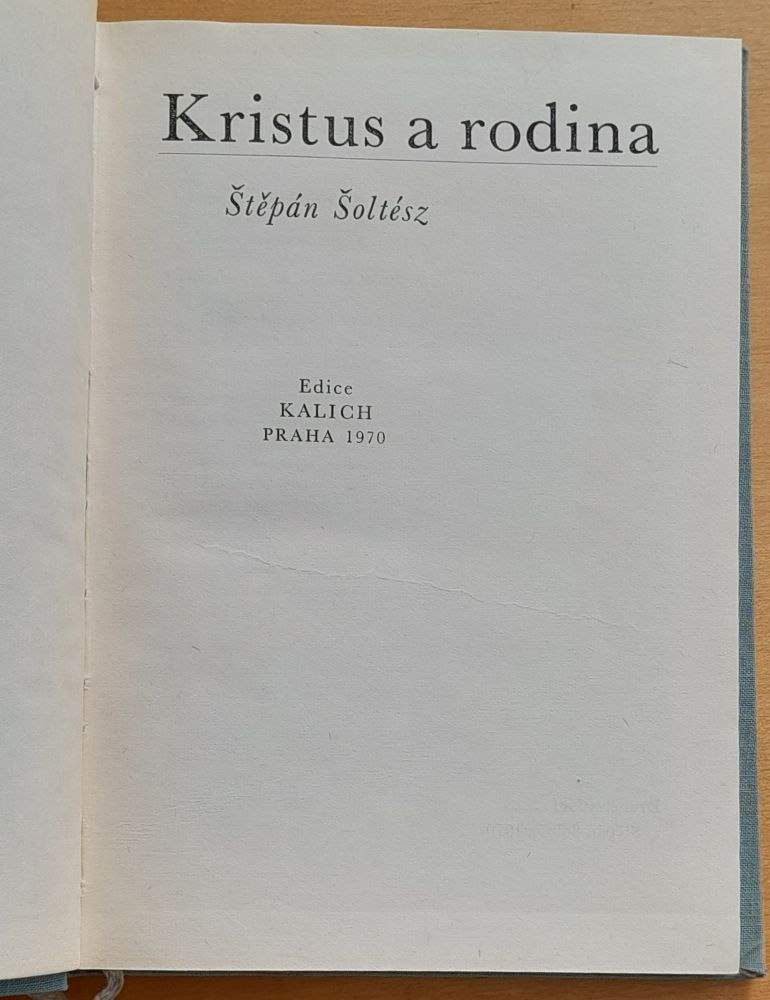 Kristus a rodina
Štěpán Šoltész
Edice
KALICH
PRAHA 1970